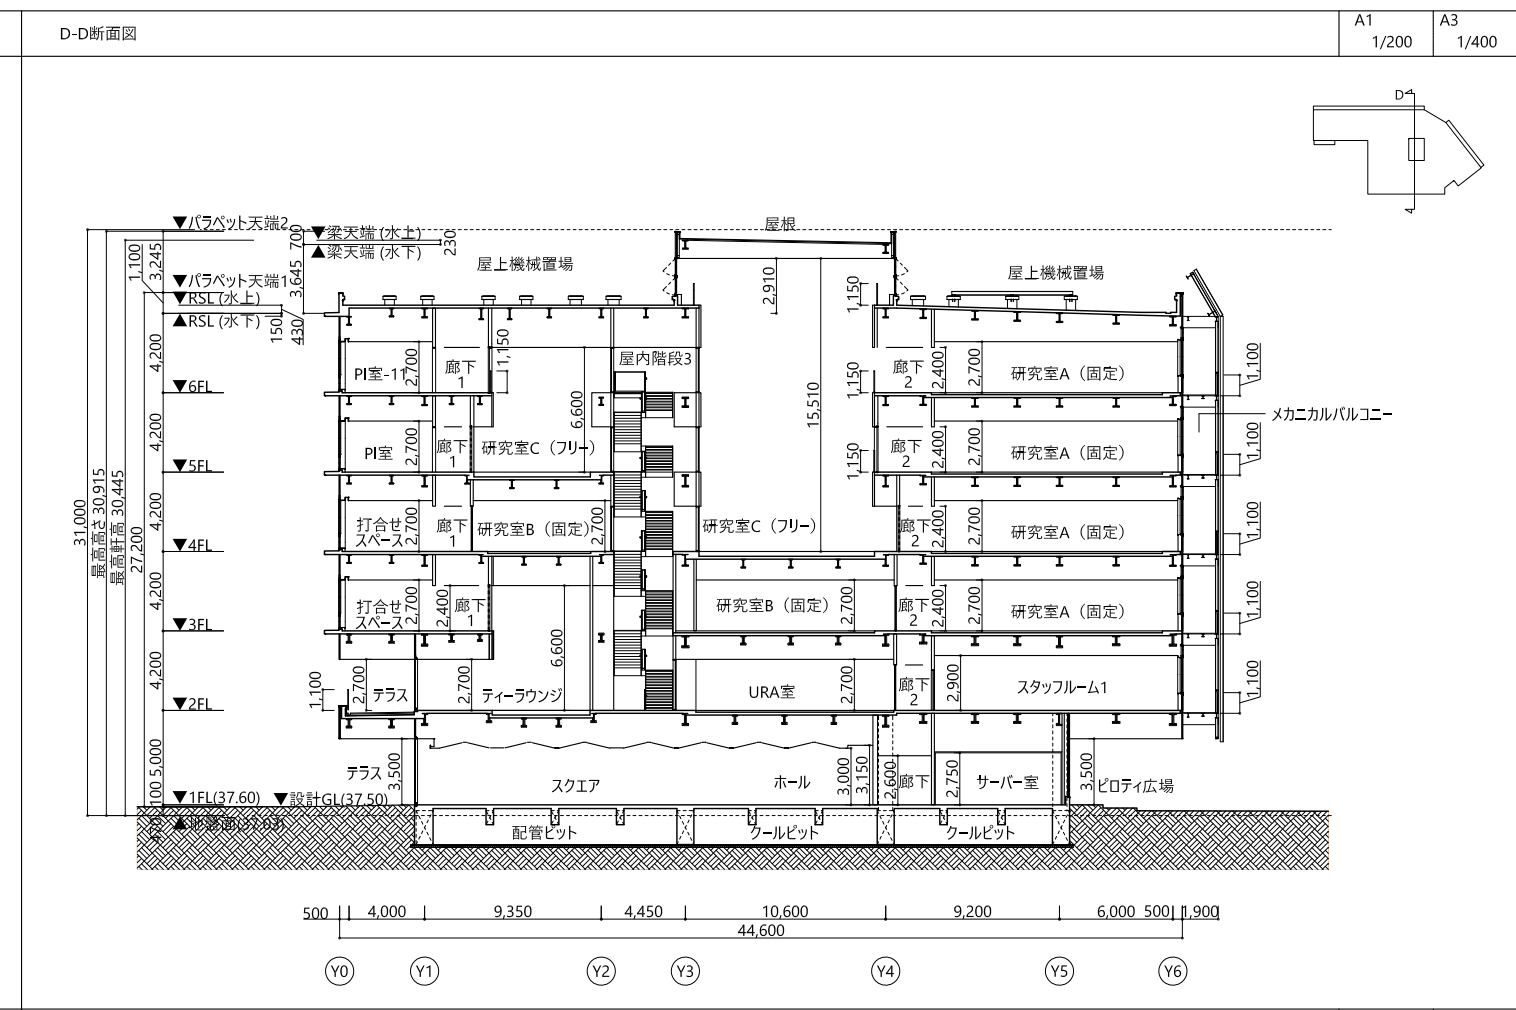 D-D断面図
A1
1/200
A3
1/400
D
▼パラペット天端2
▼梁天端 (水上)
▲梁天端 (水下)
700
230
1,100
3,245
3,645
▼パラペット天端1
▼RSL (水上)
▲RSL (水下)
150
430
屋根
屋上機械置場
屋上機械置場
2,910
1,150
15,510
31,000
最高高さ 30,915
最高軒高 30,445
27,200
4,200
▼6FL
4,200
▼5FL
4,200
▼4FL
4,200
▼3FL
4,200
▼2FL
5,000
100
▼1FL(37.60)
▼設計GL(37.50)
▲地盤面(37.03)
470
PI室-11
2,700
廊下
1
1,150
6,600
屋内階段3
1,150
廊下
2
2,400
2,700
研究室A（固定）
1,100
メカニカルバルコニー
PI室
2,700
廊下
1
研究室C（フリー）
1,150
廊下
2
2,400
2,700
研究室A（固定）
1,100
打合せ
スペース
2,700
廊下
1
研究室B（固定）
2,700
研究室C（フリー）
廊下
2
2,400
2,700
研究室A（固定）
1,100
打合せ
スペース
2,700
2,400
廊下
1
6,600
研究室B（固定）
2,700
廊下
2
2,400
2,700
研究室A（固定）
1,100
1,100
2,700
テラス
2,700
ティーラウンジ
URA室
2,700
廊下
2
2,900
スタッフルーム1
1,100
テラス
3,500
スクエア
ホール
3,000
3,150
2,600
廊下
2,750
サーバー室
3,500
ピロティ広場
配管ピット
クールピット
クールピット
500
4,000
9,350
4,450
10,600
9,200
6,000
500
1,900
44,600
Y0
Y1
Y2
Y3
Y4
Y5
Y6